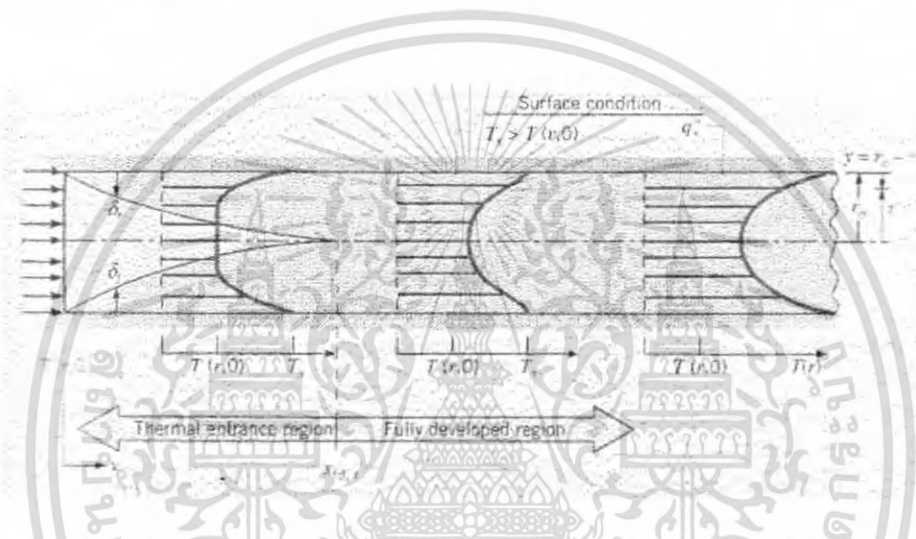 Surface condition
T_s > T(r,0)
q_s
y = r_o -
r_o
r
δ_t
δ_t
T(r,0)
T_s
T(r,0)
T_s
T(r,0)
T(r)
Thermal entrance region
Fully developed region
x